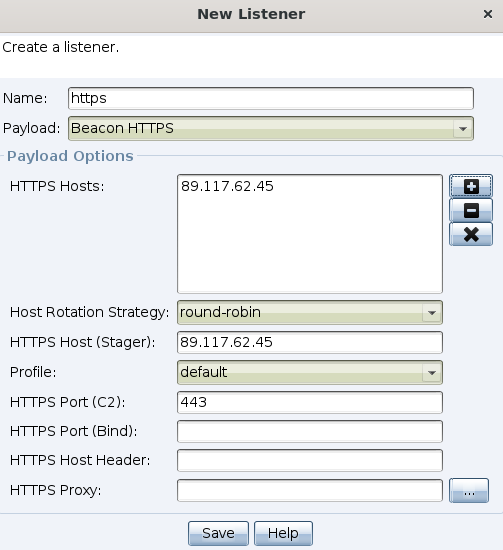 New Listener
Create a listener.
Name: https
Payload: Beacon HTTPS
Payload Options
HTTPS Hosts: 89.117.62.45
Host Rotation Strategy: round-robin
HTTPS Host (Stager): 89.117.62.45
Profile: default
HTTPS Port (C2): 443
HTTPS Port (Bind):
HTTPS Host Header:
HTTPS Proxy: ...
Save Help